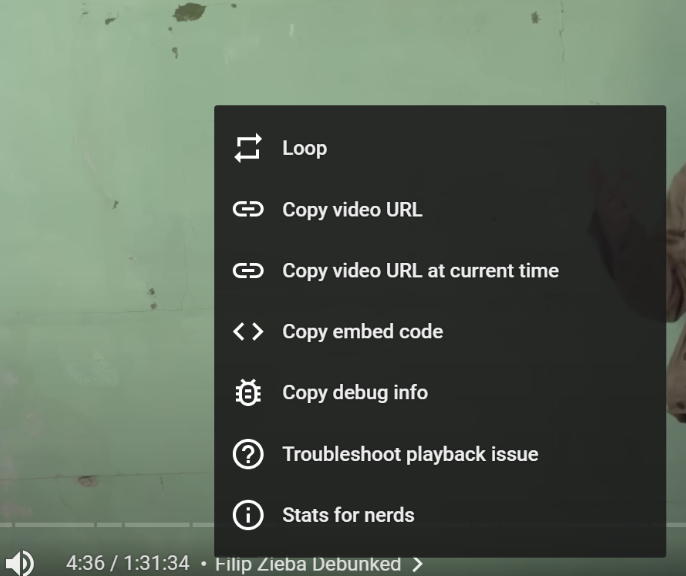 Loop
Copy video URL
Copy video URL at current time
Copy embed code
Copy debug info
Troubleshoot playback issue
Stats for nerds
4:36 / 1:31:34 • Filip Zieba Debunked